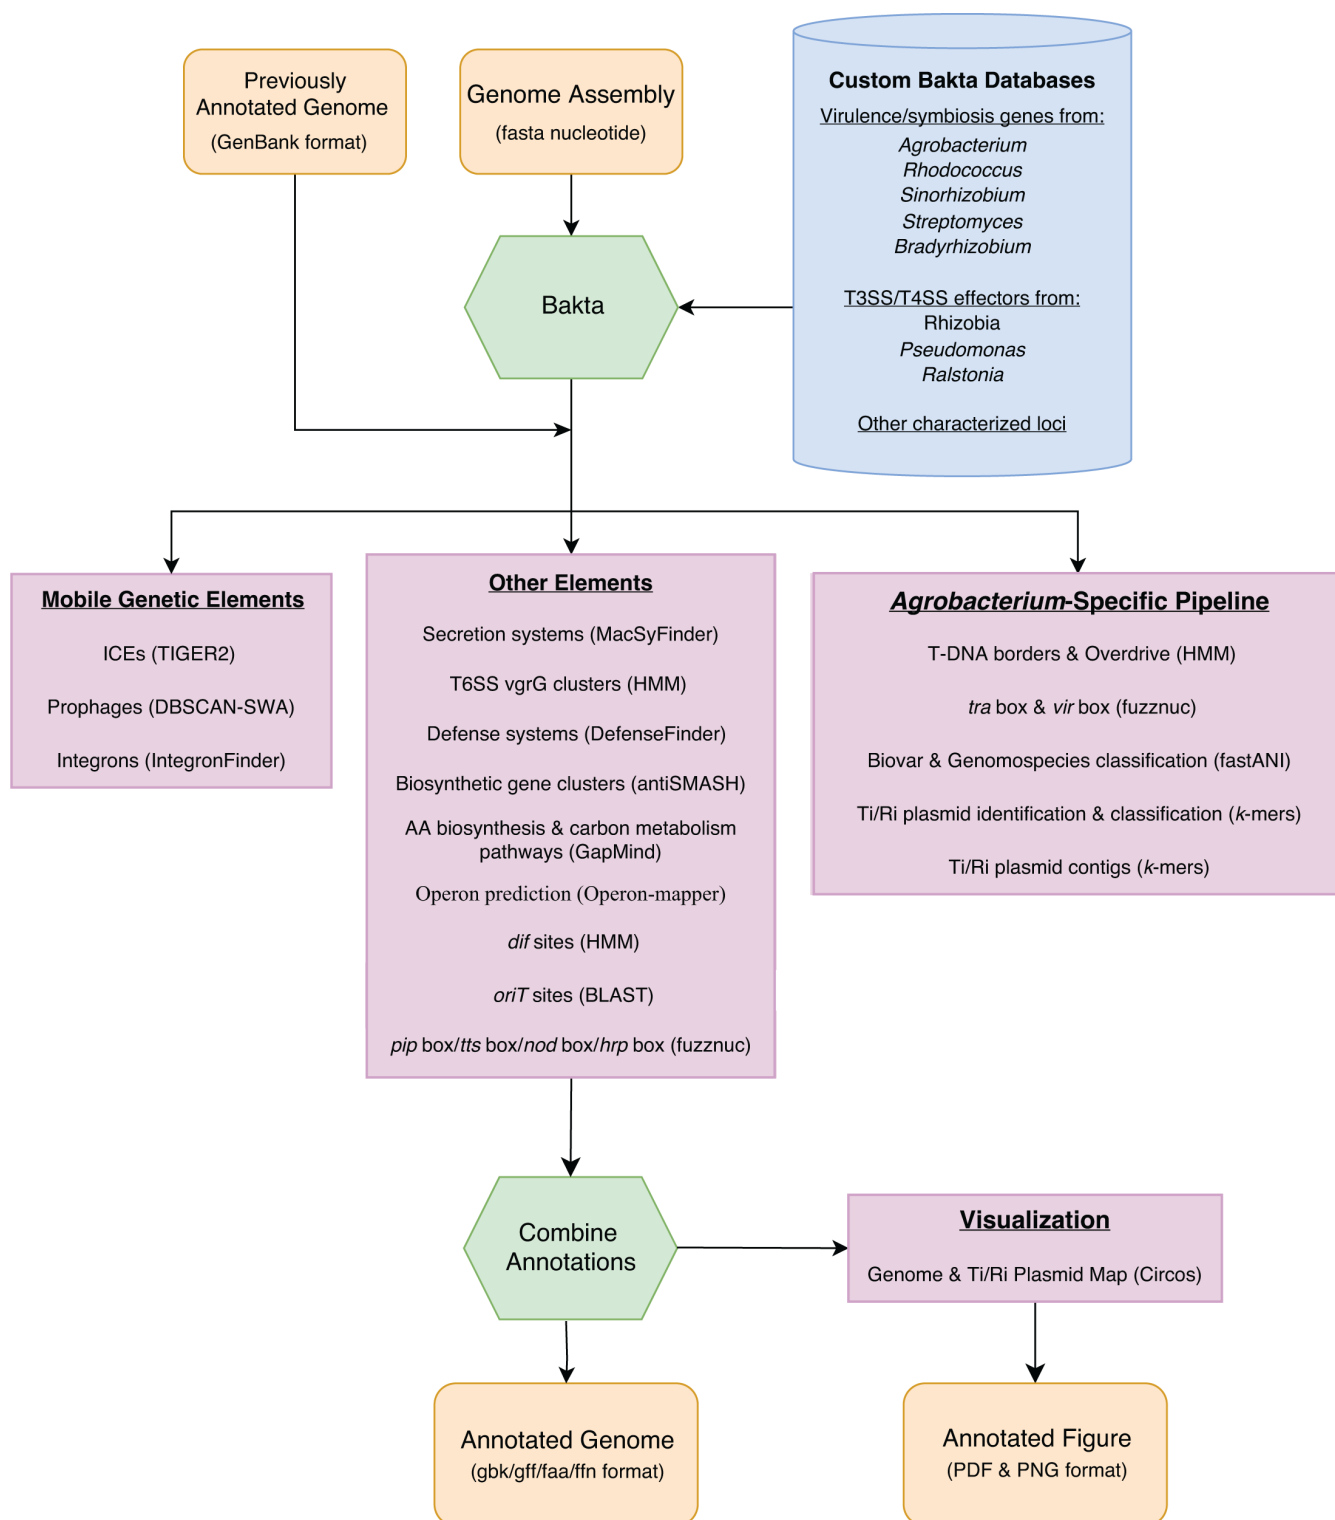 Previously
Annotated Genome
(GenBank format)
Genome Assembly
(fasta nucleotide)
Custom Bakta Databases
Virulence/symbiosis genes from:
Agrobacterium
Rhodococcus
Sinorhizobium
Streptomyces
Bradyrhizobium
T3SS/T4SS effectors from:
Rhizobia
Pseudomonas
Ralstonia
Other characterized loci
Bakta
Mobile Genetic Elements
ICEs (TIGER2)
Prophages (DBSCAN-SWA)
Integrons (IntegronFinder)
Other Elements
Secretion systems (MacSyFinder)
T6SS vgrG clusters (HMM)
Defense systems (DefenseFinder)
Biosynthetic gene clusters (antiSMASH)
AA biosynthesis & carbon metabolism
pathways (GapMind)
Operon prediction (Operon-mapper)
dif sites (HMM)
oriT sites (BLAST)
pip box/tts box/nod box/hrp box (fuzznuc)
Agrobacterium-Specific Pipeline
T-DNA borders & Overdrive (HMM)
tra box & vir box (fuzznuc)
Biovar & Genomospecies classification (fastANI)
Ti/Ri plasmid identification & classification (k-mers)
Ti/Ri plasmid contigs (k-mers)
Combine
Annotations
Visualization
Genome & Ti/Ri Plasmid Map (Circos)
Annotated Genome
(gbk/gff/faa/ffn format)
Annotated Figure
(PDF & PNG format)